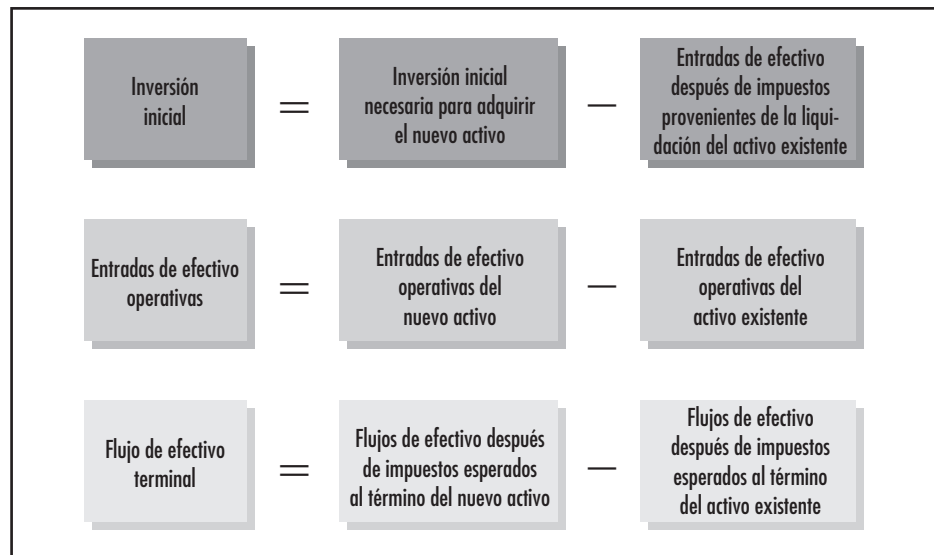 Inversión
inicial
=
Inversión inicial
necesaria para adquirir
el nuevo activo
−
Entradas de efectivo
después de impuestos
provenientes de la liqui-
dación del activo existente
Entradas de efectivo
operativas
=
Entradas de efectivo
operativas del
nuevo activo
−
Entradas de efectivo
operativas del
activo existente
Flujo de efectivo
terminal
=
Flujos de efectivo después
de impuestos esperados
al término del nuevo activo
−
Flujos de efectivo
después de impuestos
esperados al término
del activo existente